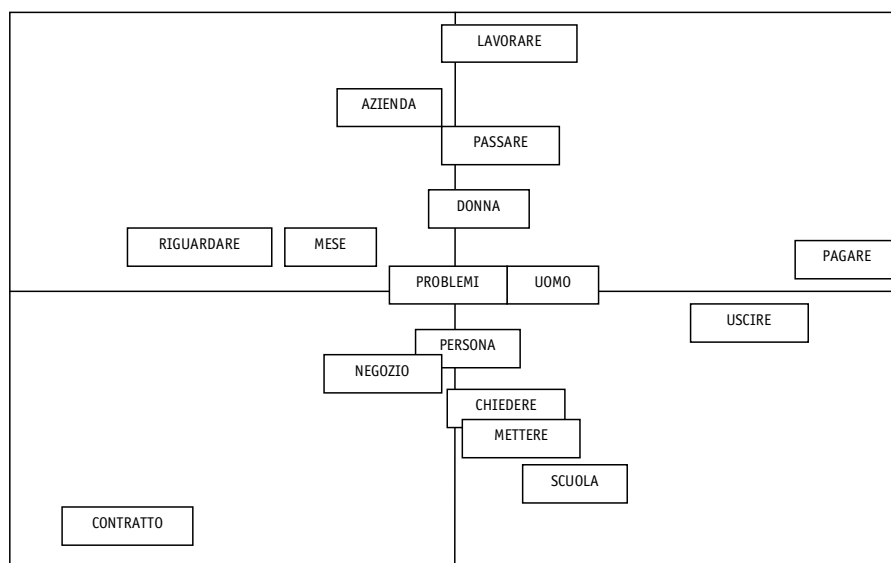 LAVORARE
AZIENDA
PASSARE
DONNA
RIGUARDARE
MESE
PAGARE
PROBLEMI
UOMO
USCIRE
PERSONA
NEGOZIO
CHIEDERE
METTERE
SCUOLA
CONTRATTO